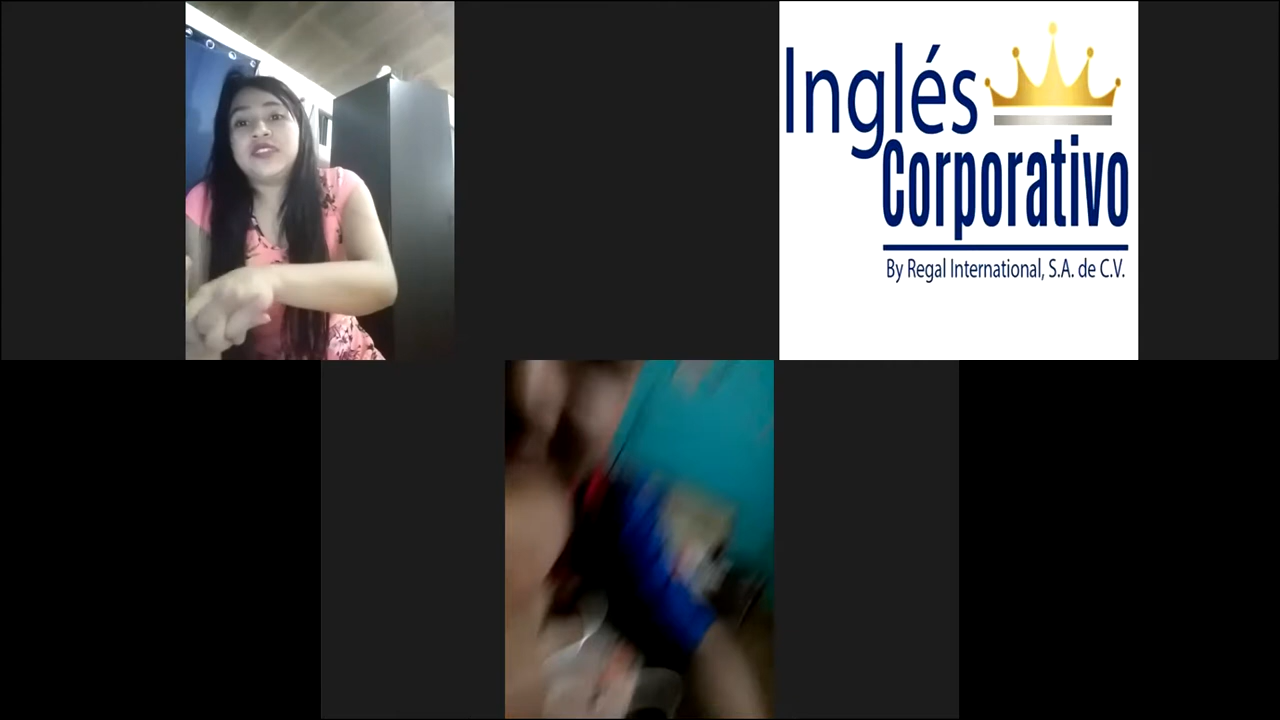 Inglés
Corporativo
By Regal International, S.A. de C.V.